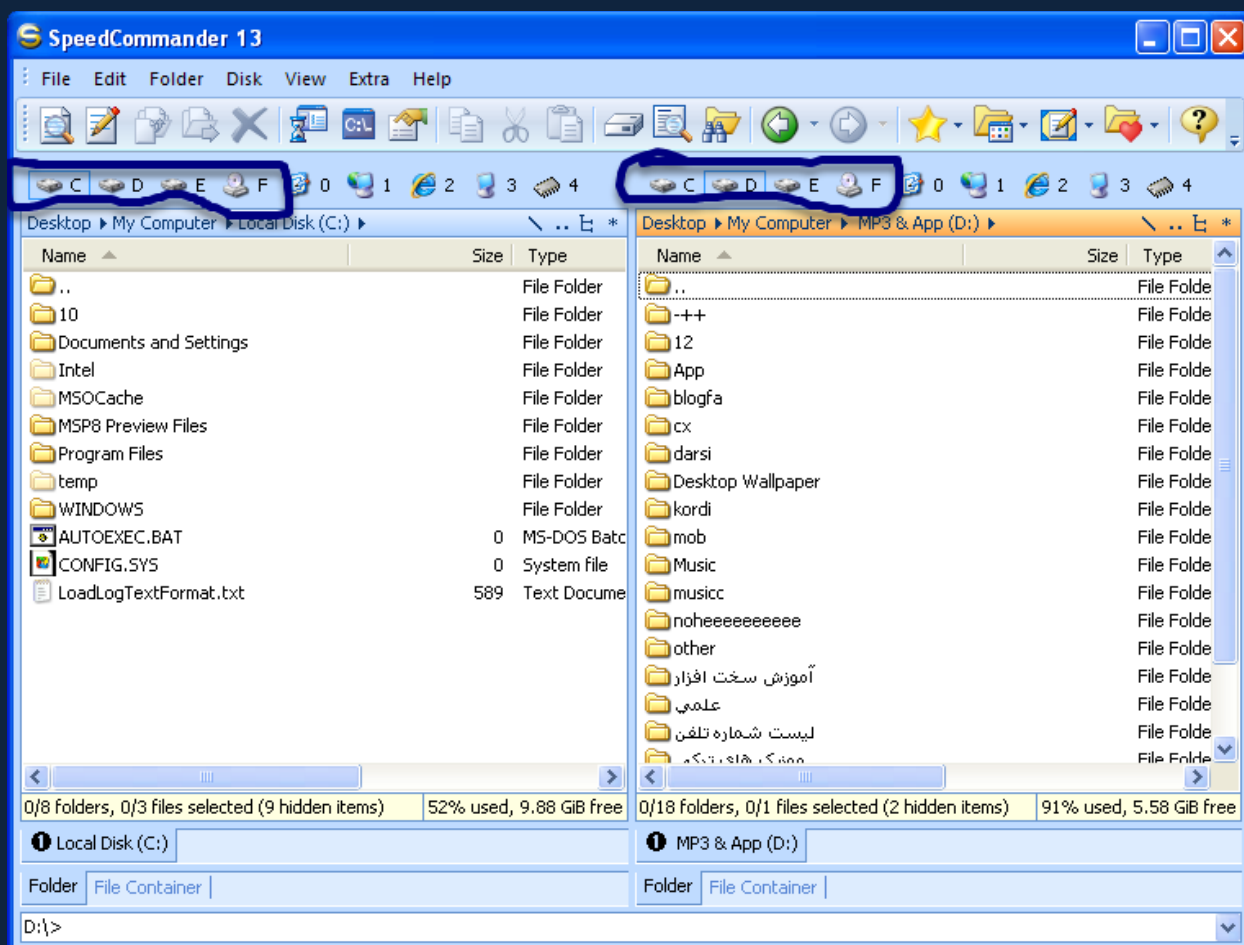 SpeedCommander 13
File Edit Folder Disk View Extra Help
C:\
C D E F 0 1 2 3 4
C D E F 0 1 2 3 4
Desktop My Computer Local Disk (C:)
\ .. *
Name Size Type
.. File Folder
10 File Folder
Documents and Settings File Folder
Intel File Folder
MSOCache File Folder
MSP8 Preview Files File Folder
Program Files File Folder
temp File Folder
WINDOWS File Folder
AUTOEXEC.BAT 0 MS-DOS Batc
CONFIG.SYS 0 System file
LoadLogTextFormat.txt 589 Text Docume
0/8 folders, 0/3 files selected (9 hidden items) 52% used, 9.88 GiB free
1 Local Disk (C:)
Folder File Container
Desktop My Computer MP3 & App (D:)
\ .. *
Name Size Type
.. File Folde
-++ File Folde
12 File Folde
App File Folde
blogfa File Folde
cx File Folde
darsi File Folde
Desktop Wallpaper File Folde
kordi File Folde
mob File Folde
Music File Folde
musicc File Folde
noheeeeeeeeee File Folde
other File Folde
آموزش سخت افزار File Folde
علمي File Folde
ليست شماره تلفن File Folde
File Folde
0/18 folders, 0/1 files selected (2 hidden items) 91% used, 5.58 GiB free
1 MP3 & App (D:)
Folder File Container
D:\>